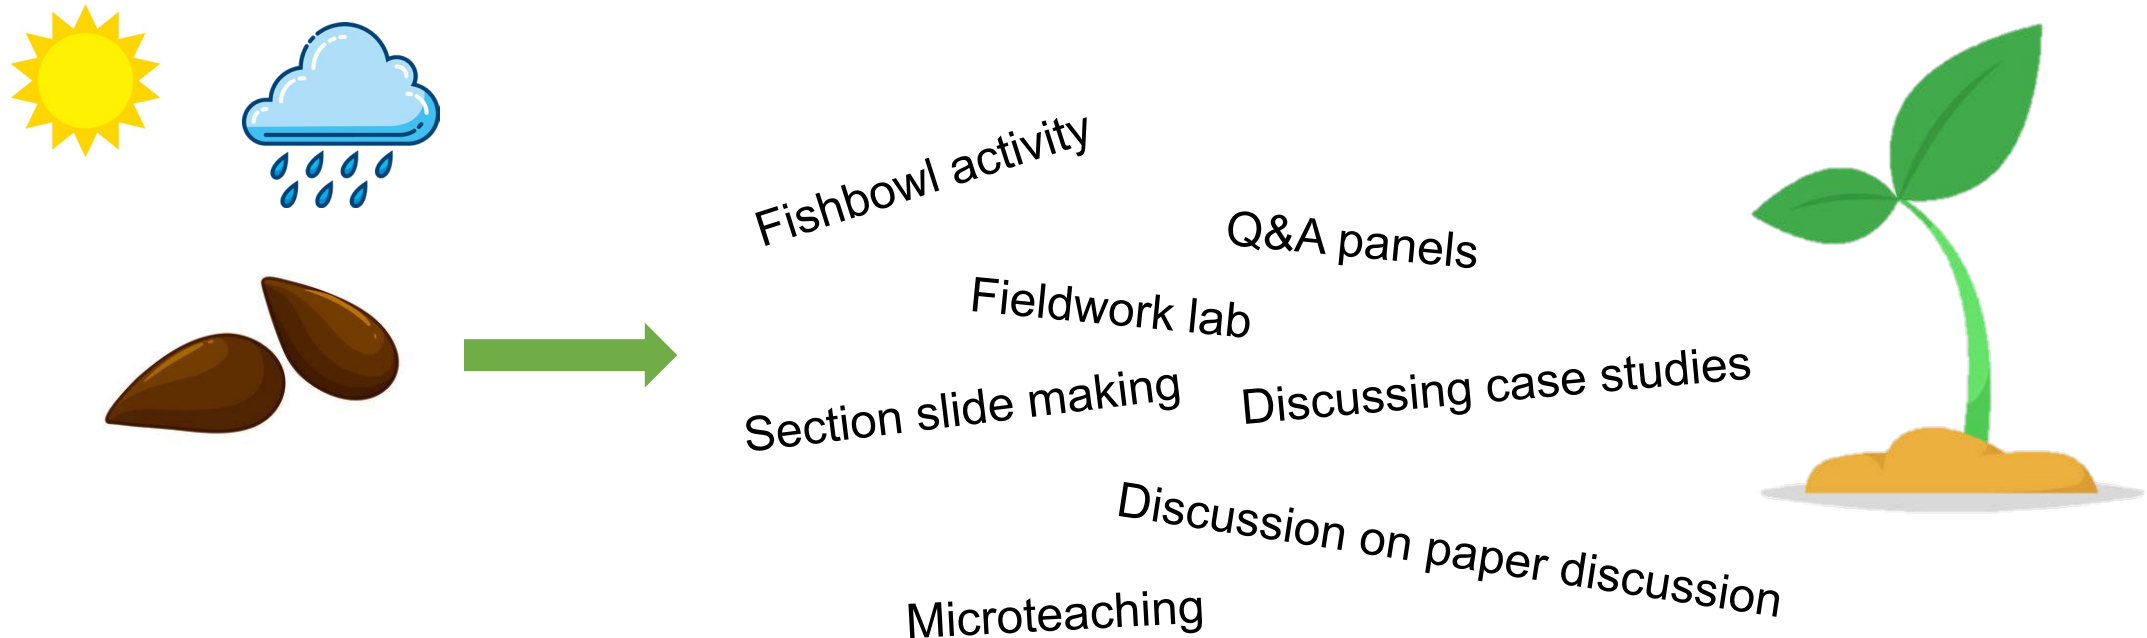 Fishbowl activity
Q&A panels
Fieldwork lab
Section slide making
Discussing case studies
Discussion on paper discussion
Microteaching